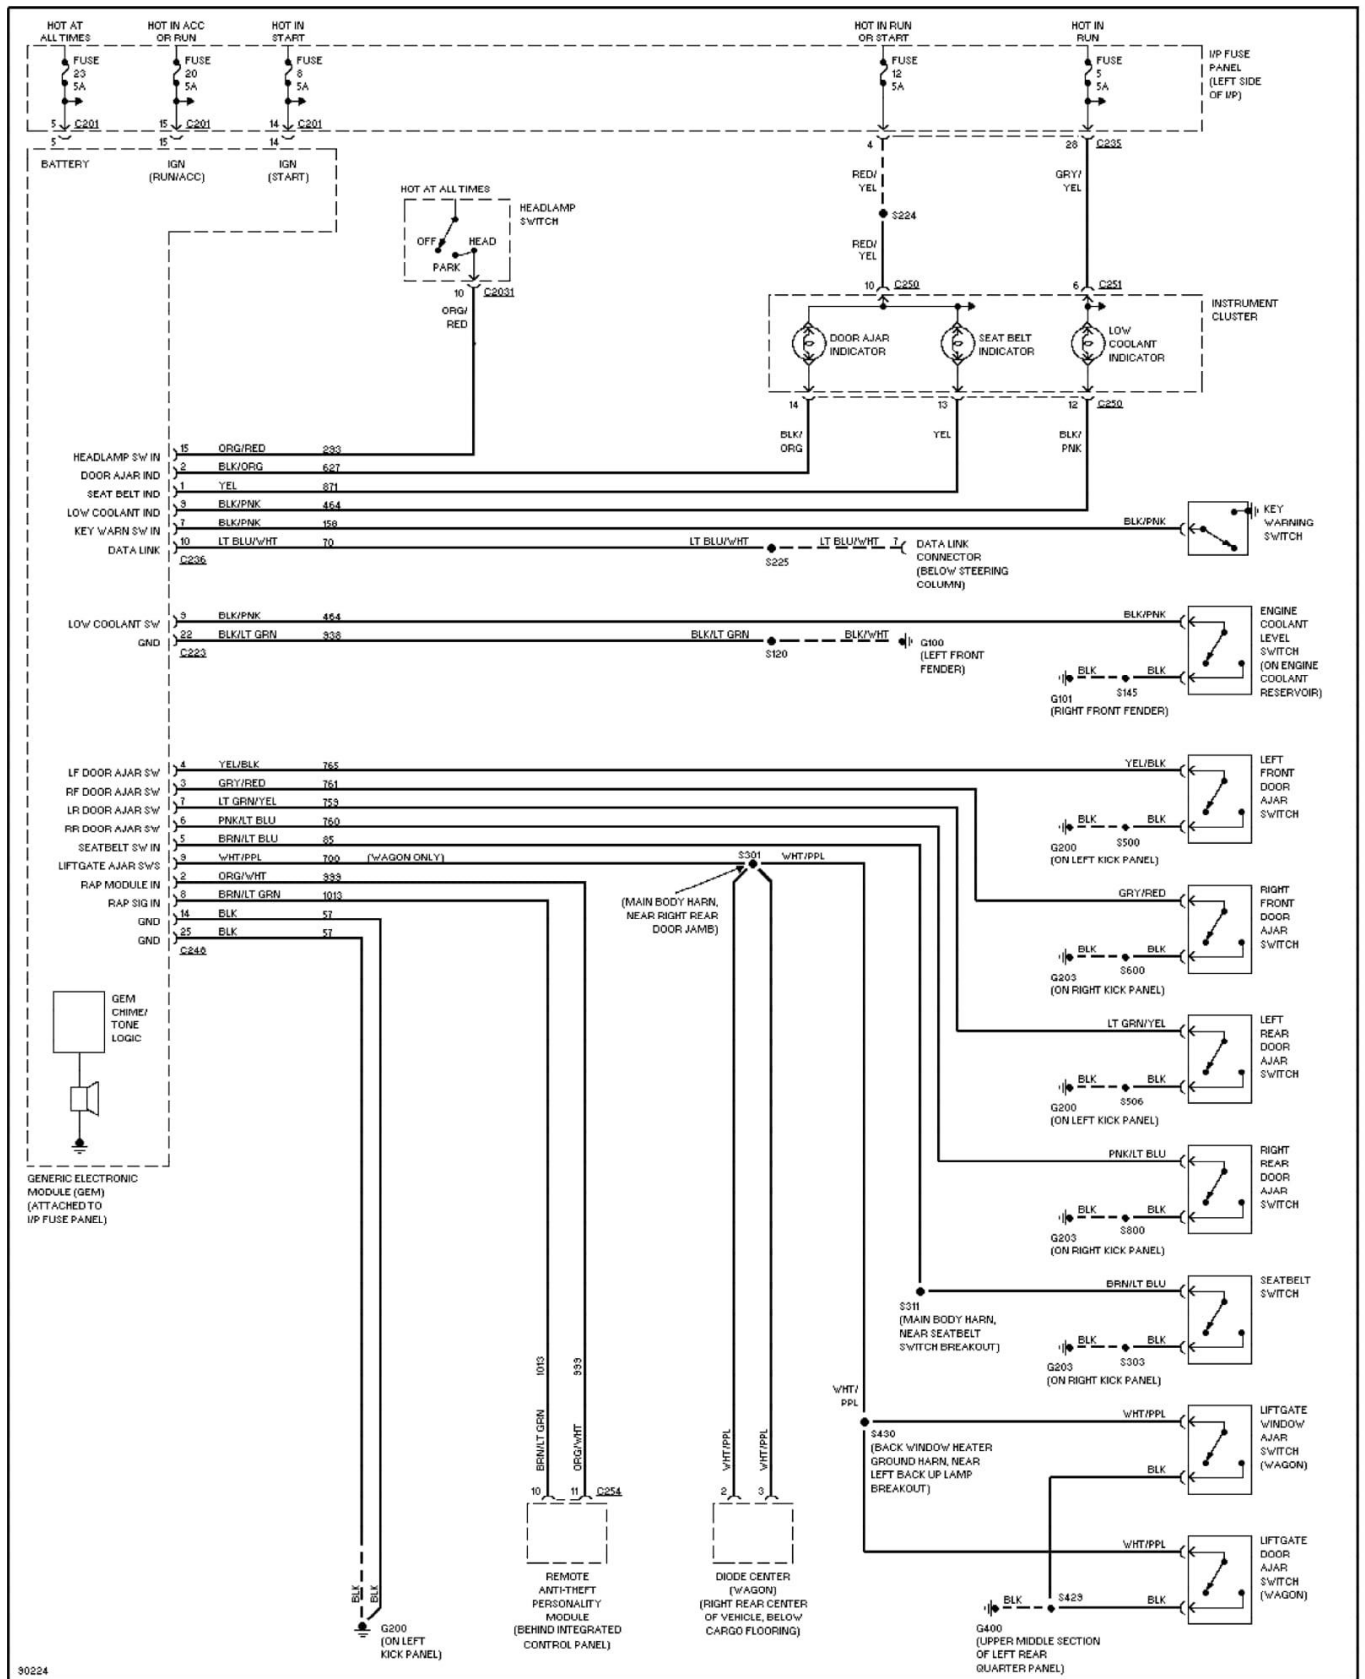 HOT AT
ALL TIMES
HOT IN ACC
OR RUN
HOT IN
START
HOT IN RUN
OR START
HOT IN
RUN
FUSE
23
5A
FUSE
20
5A
FUSE
8
5A
FUSE
12
5A
FUSE
5
5A
I/P FUSE
PANEL
(LEFT SIDE
OF I/P)
5 C201
15 C201
14 C201
5
15
14
4
28 C235
BATTERY
IGN
(RUN/ACC)
IGN
(START)
HOT AT ALL TIMES
HEADLAMP
SWITCH
OFF
HEAD
PARK
10 C2031
ORG/
RED
RED/
YEL
S224
RED/
YEL
GRY/
YEL
10 C250
6 C251
INSTRUMENT
CLUSTER
DOOR AJAR
INDICATOR
SEAT BELT
INDICATOR
LOW
COOLANT
INDICATOR
14
13
12 C250
BLK/
ORG
YEL
BLK/
PNK
HEADLAMP SW IN 15 ORG/RED 293
DOOR AJAR IND 2 BLK/ORG 627
SEAT BELT IND 1 YEL 871
LOW COOLANT IND 9 BLK/PNK 464
KEY WARN SW IN 7 BLK/PNK 158 BLK/PNK
KEY
WARNING
SWITCH
DATA LINK 10 LT BLU/WHT 70 LT BLU/WHT LT BLU/WHT 7
C236
S225
DATA LINK
CONNECTOR
(BELOW STEERING
COLUMN)
LOW COOLANT SW 9 BLK/PNK 464 BLK/PNK
GND 22 BLK/LT GRN 938 BLK/LT GRN BLK/WHT
C223
S120
G100
(LEFT FRONT
FENDER)
ENGINE
COOLANT
LEVEL
SWITCH
(ON ENGINE
COOLANT
RESERVOIR)
BLK BLK
G101 S145
(RIGHT FRONT FENDER)
LF DOOR AJAR SW 4 YEL/BLK 765 YEL/BLK
RF DOOR AJAR SW 3 GRY/RED 761
LR DOOR AJAR SW 7 LT GRN/YEL 759
RR DOOR AJAR SW 6 PNK/LT BLU 760
SEATBELT SW IN 5 BRN/LT BLU 85
LIFTGATE AJAR SWS 9 WHT/PPL 700 (WAGON ONLY) S301 WHT/PPL
RAP MODULE IN 2 ORG/WHT 999
RAP SIG IN 8 BRN/LT GRN 1013
GND 14 BLK 57
GND 25 BLK 57
C248
(MAIN BODY HARN,
NEAR RIGHT REAR
DOOR JAMB)
LEFT
FRONT
DOOR
AJAR
SWITCH
BLK BLK
G200 S500
(ON LEFT KICK PANEL)
GRY/RED
RIGHT
FRONT
DOOR
AJAR
SWITCH
BLK BLK
G203 S600
(ON RIGHT KICK PANEL)
GEM
CHIME/
TONE
LOGIC
LT GRN/YEL
LEFT
REAR
DOOR
AJAR
SWITCH
BLK BLK
G200 S506
(ON LEFT KICK PANEL)
GENERIC ELECTRONIC
MODULE (GEM)
(ATTACHED TO
I/P FUSE PANEL)
PNK/LT BLU
RIGHT
REAR
DOOR
AJAR
SWITCH
BLK BLK
G203 S800
(ON RIGHT KICK PANEL)
BRN/LT BLU
SEATBELT
SWITCH
S311
(MAIN BODY HARN,
NEAR SEATBELT
SWITCH BREAKOUT)
BLK BLK
G203 S303
(ON RIGHT KICK PANEL)
1013
999
BRN/LT GRN
ORG/WHT
WHT/PPL
WHT/PPL
WHT/
PPL
WHT/PPL
LIFTGATE
WINDOW
AJAR
SWITCH
(WAGON)
S430
(BACK WINDOW HEATER
GROUND HARN, NEAR
LEFT BACK UP LAMP
BREAKOUT)
BLK
10 11 C254
2 3
WHT/PPL
LIFTGATE
DOOR
AJAR
SWITCH
(WAGON)
REMOTE
ANTI-THEFT
PERSONALITY
MODULE
(BEHIND INTEGRATED
CONTROL PANEL)
DIODE CENTER
(WAGON)
(RIGHT REAR CENTER
OF VEHICLE, BELOW
CARGO FLOORING)
BLK
BLK
G200
(ON LEFT
KICK PANEL)
BLK S429 BLK
G400
(UPPER MIDDLE SECTION
OF LEFT REAR
QUARTER PANEL)
90224